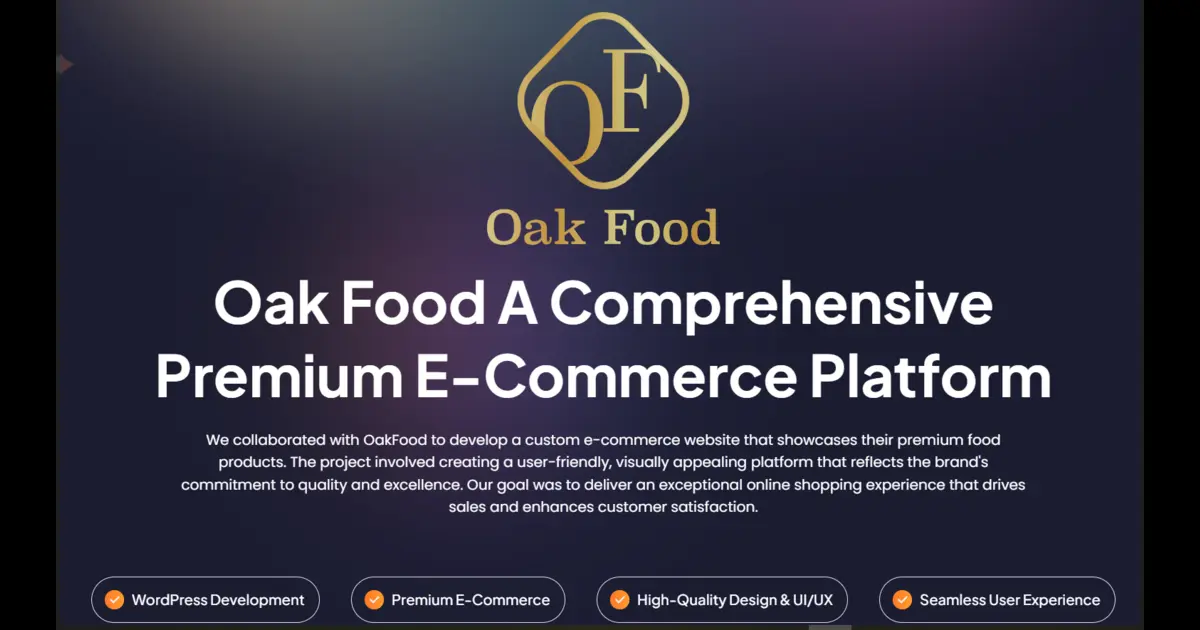 OF
Oak Food
Oak Food A Comprehensive
Premium E-Commerce Platform
We collaborated with OakFood to develop a custom e-commerce website that showcases their premium food
products. The project involved creating a user-friendly, visually appealing platform that reflects the brand's
commitment to quality and excellence. Our goal was to deliver an exceptional online shopping experience that drives
sales and enhances customer satisfaction.
WordPress Development
Premium E-Commerce
High-Quality Design & UI/UX
Seamless User Experience